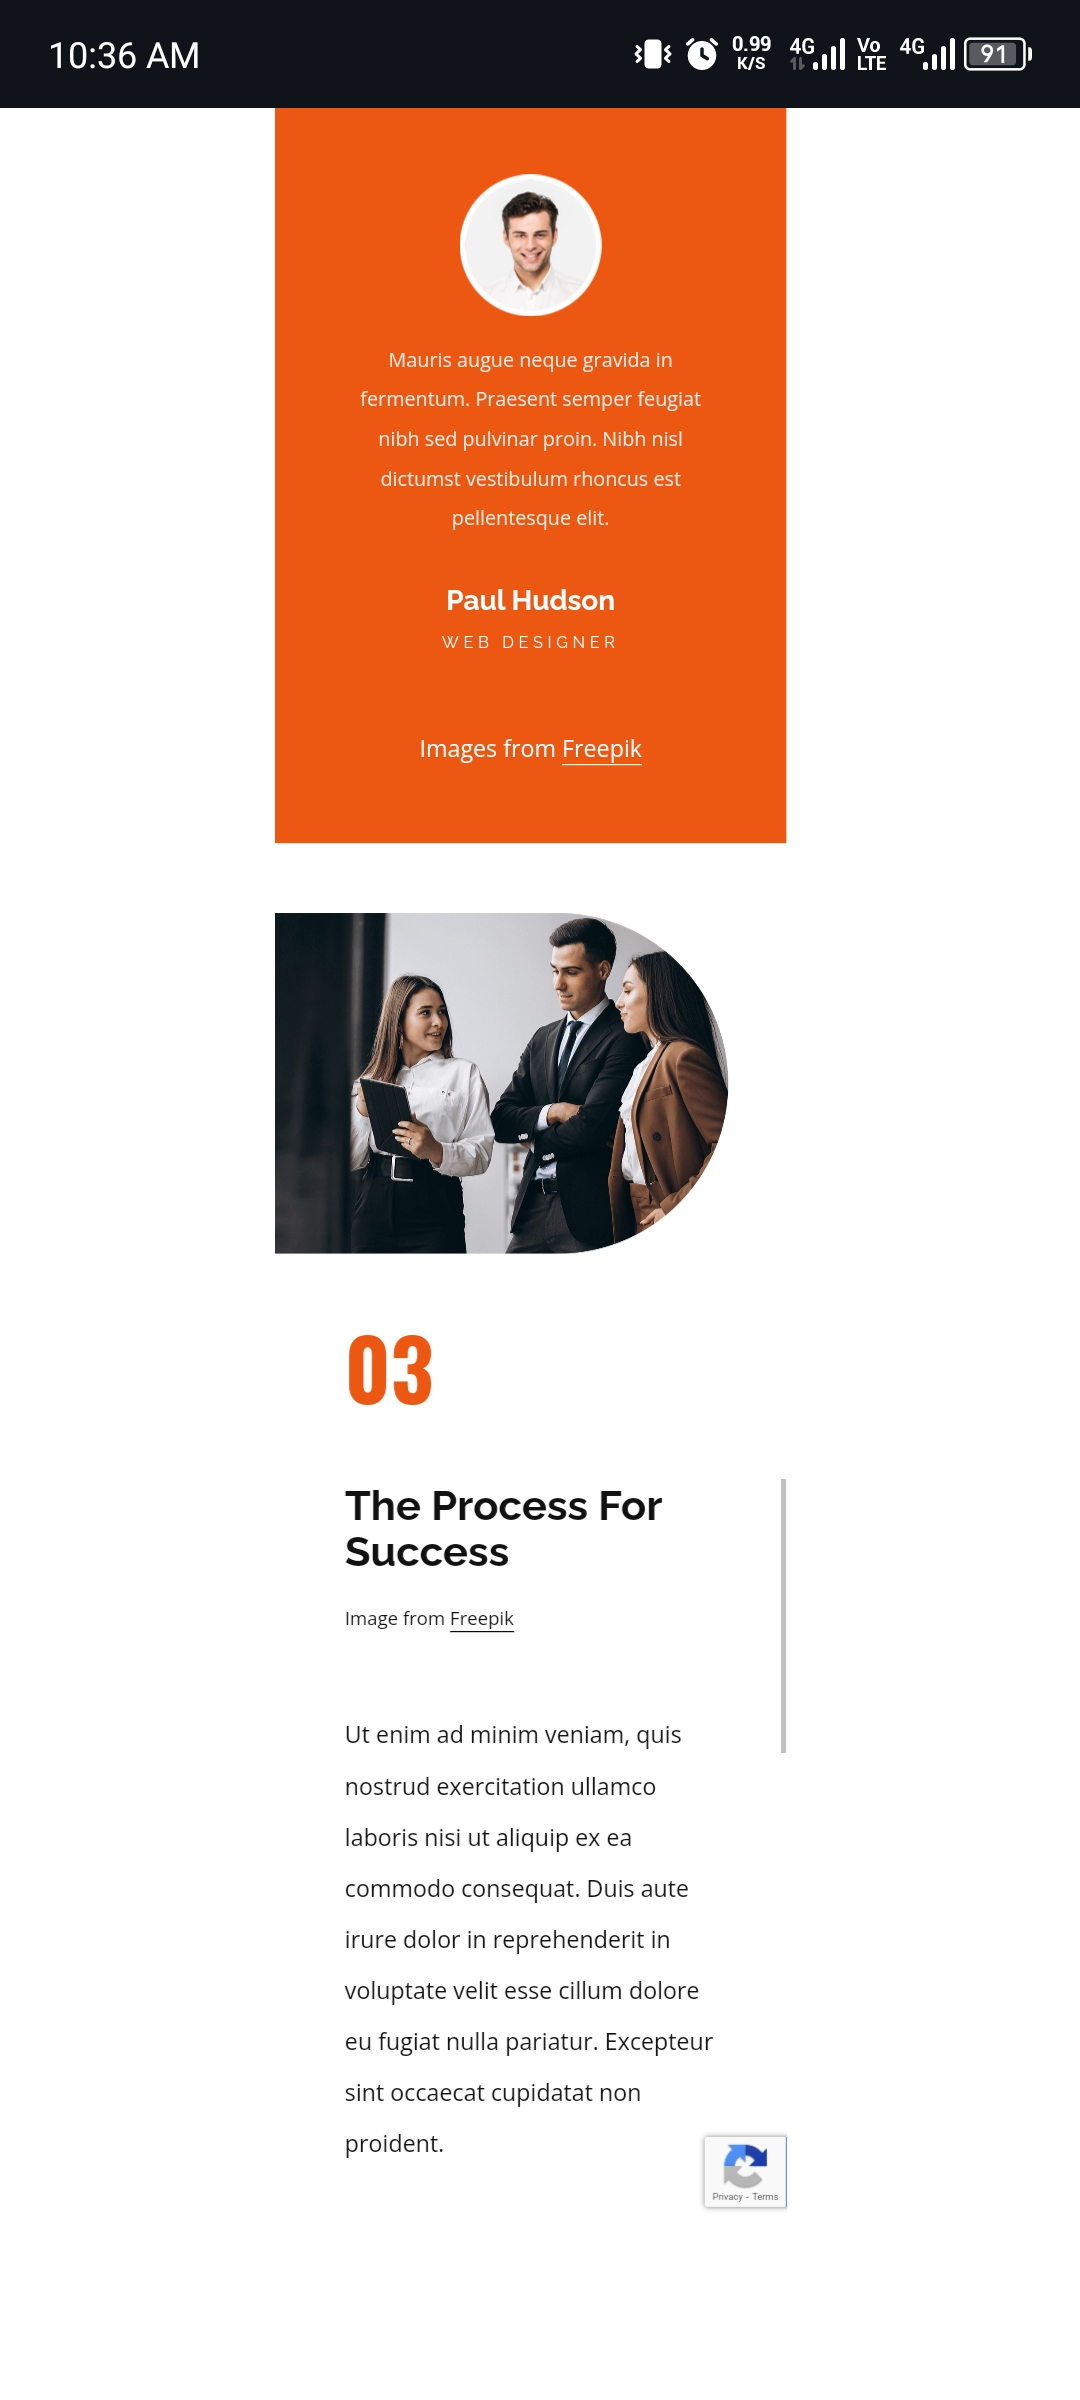 10:36 AM
0.99 K/S 4G Vo LTE 4G 91
Mauris augue neque gravida in
fermentum. Praesent semper feugiat
nibh sed pulvinar proin. Nibh nisl
dictumst vestibulum rhoncus est
pellentesque elit.
Paul Hudson
WEB DESIGNER
Images from Freepik
03
The Process For
Success
Image from Freepik
Ut enim ad minim veniam, quis
nostrud exercitation ullamco
laboris nisi ut aliquip ex ea
commodo consequat. Duis aute
irure dolor in reprehenderit in
voluptate velit esse cillum dolore
eu fugiat nulla pariatur. Excepteur
sint occaecat cupidatat non
proident.
Privacy - Terms